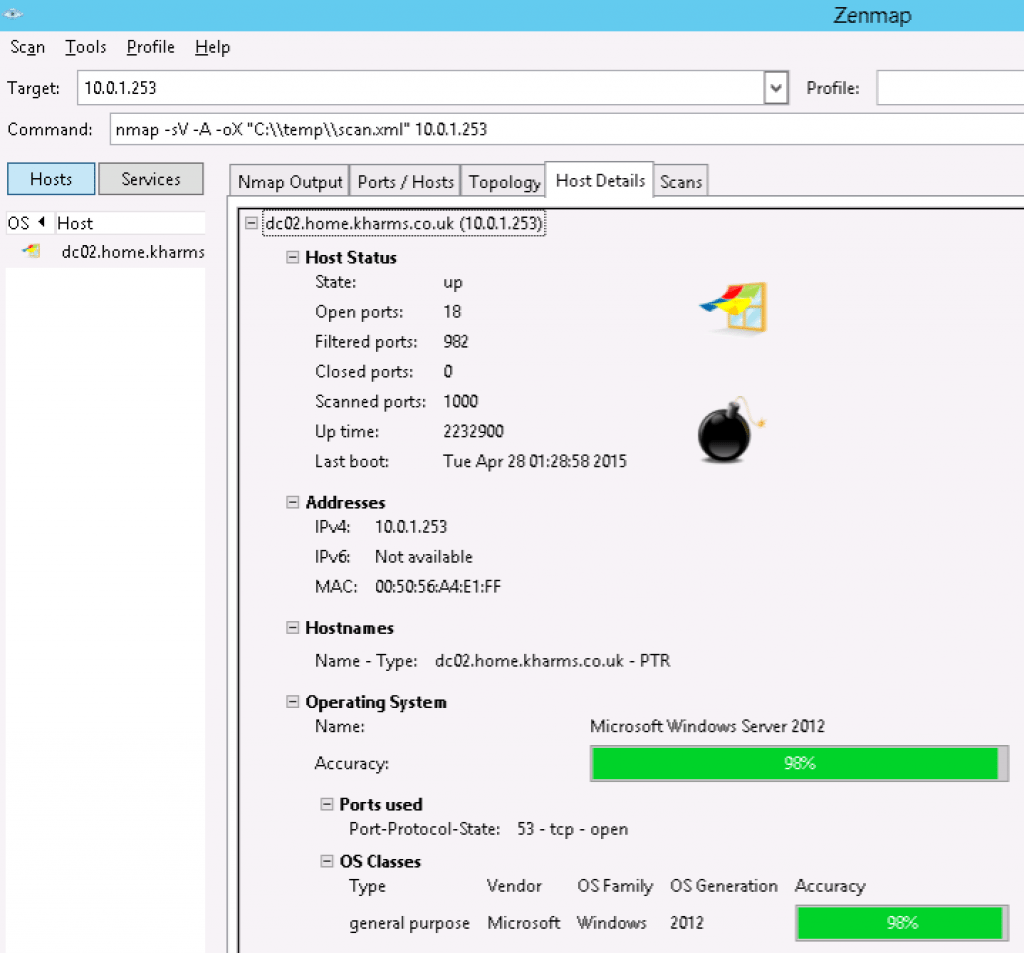 Zenmap
Scan Tools Profile Help
Target: 10.0.1.253 Profile:
Command: nmap -sV -A -oX "C:\\temp\\scan.xml" 10.0.1.253
Hosts Services
Nmap Output Ports / Hosts Topology Host Details Scans
OS Host
dc02.home.kharms
dc02.home.kharms.co.uk (10.0.1.253)
Host Status
State: up
Open ports: 18
Filtered ports: 982
Closed ports: 0
Scanned ports: 1000
Up time: 2232900
Last boot: Tue Apr 28 01:28:58 2015
Addresses
IPv4: 10.0.1.253
IPv6: Not available
MAC: 00:50:56:A4:E1:FF
Hostnames
Name - Type: dc02.home.kharms.co.uk - PTR
Operating System
Name: Microsoft Windows Server 2012
Accuracy: 98%
Ports used
Port-Protocol-State: 53 - tcp - open
OS Classes
Type Vendor OS Family OS Generation Accuracy
general purpose Microsoft Windows 2012 98%